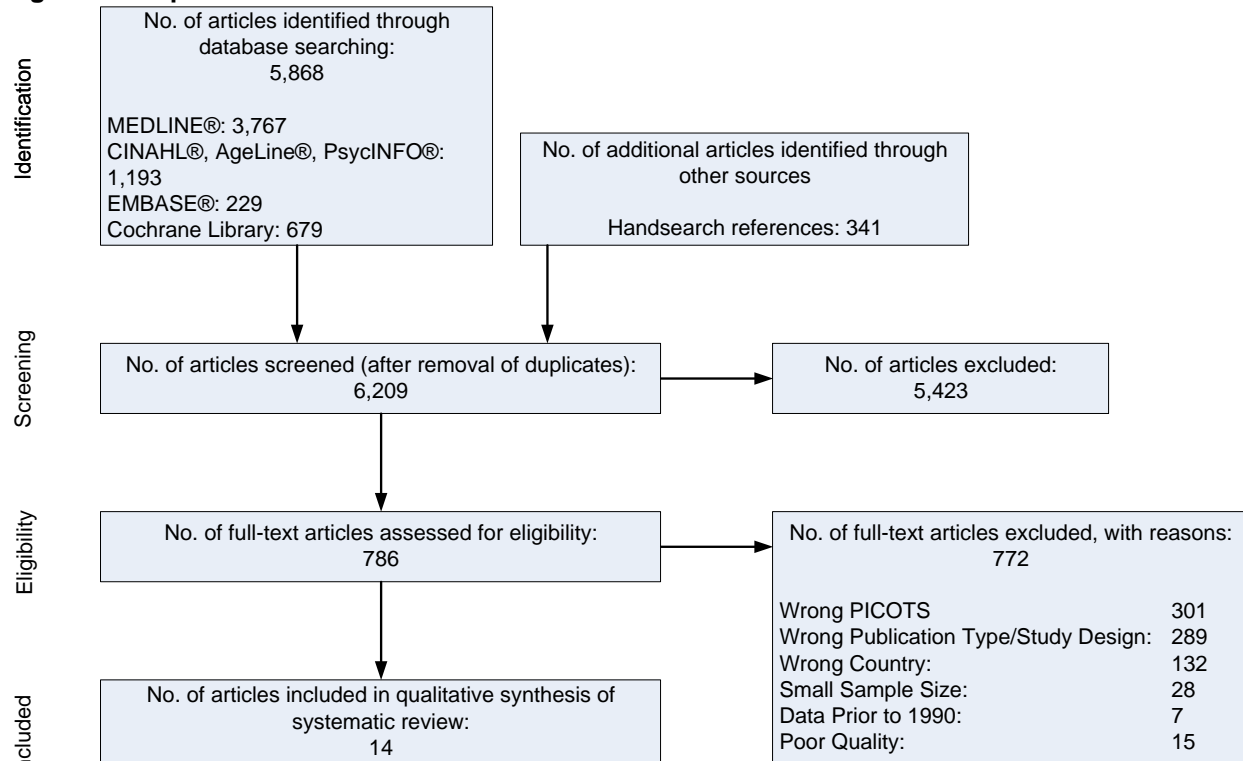 No. of articles identified through
database searching:
5,868
MEDLINE®: 3,767
CINAHL®, AgeLine®, PsycINFO®:
1,193
EMBASE®: 229
Cochrane Library: 679
Identification
No. of additional articles identified through
other sources
Handsearch references: 341
Screening
No. of articles screened (after removal of duplicates):
6,209
No. of articles excluded:
5,423
Eligibility
No. of full-text articles assessed for eligibility:
786
No. of full-text articles excluded, with reasons:
772
Wrong PICOTS 301
Wrong Publication Type/Study Design: 289
Wrong Country: 132
Small Sample Size: 28
Data Prior to 1990: 7
Poor Quality: 15
No. of articles included in qualitative synthesis of
systematic review:
14